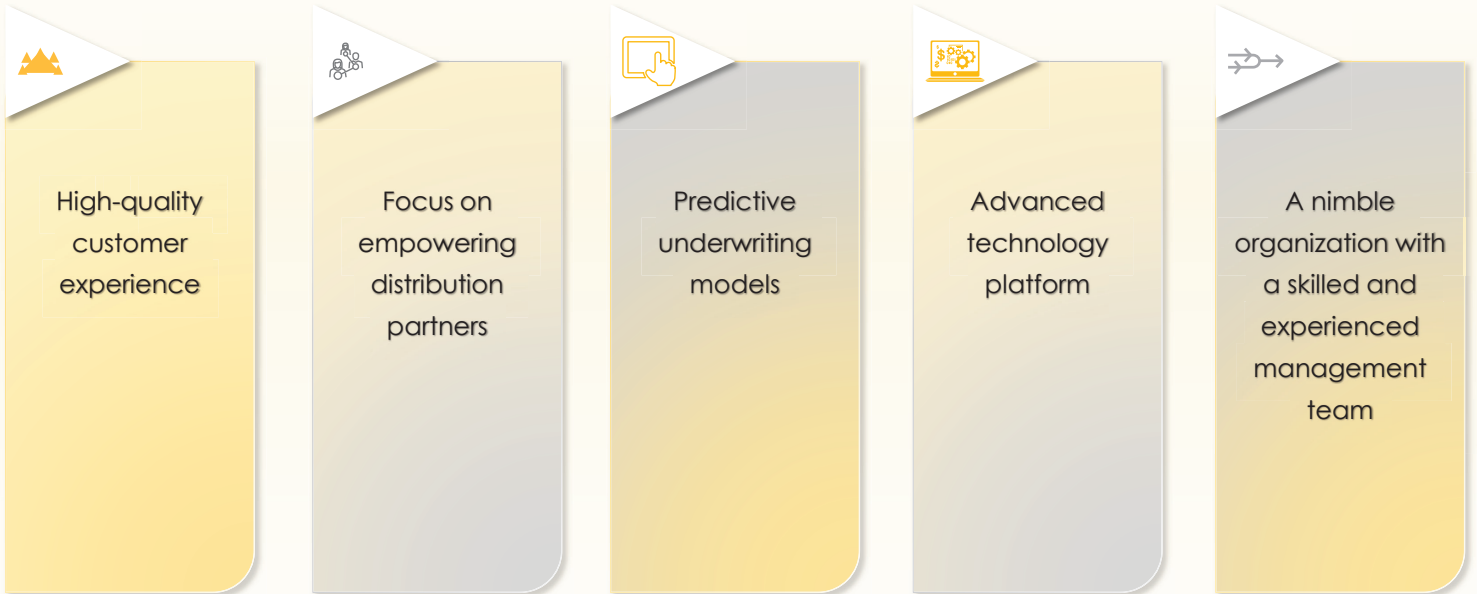 High-quality
customer
experience
Focus on
empowering
distribution
partners
Predictive
underwriting
models
Advanced
technology
platform
A nimble
organization with
a skilled and
experienced
management
team